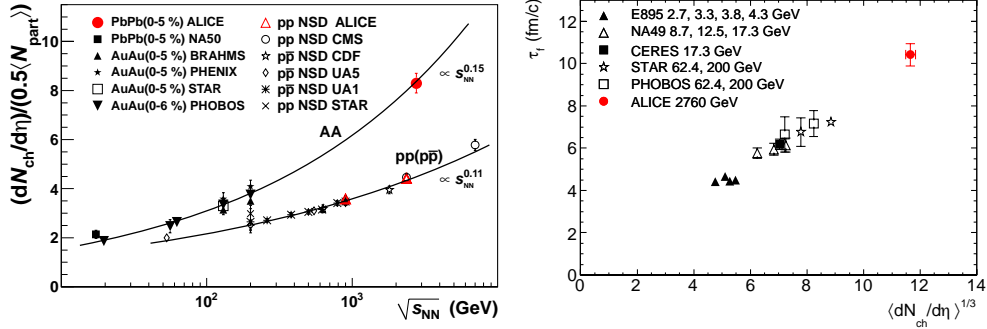 (dN_ch/dη)/(0.5⟨N_part⟩)
10
8
6
4
2
0
PbPb(0-5 %) ALICE
PbPb(0-5 %) NA50
AuAu(0-5 %) BRAHMS
AuAu(0-5 %) PHENIX
AuAu(0-5 %) STAR
AuAu(0-6 %) PHOBOS
pp NSD ALICE
pp NSD CMS
pp̅ NSD CDF
pp̅ NSD UA5
pp̅ NSD UA1
pp NSD STAR
∝ s_NN^0.15
AA
pp(pp̅)
∝ s_NN^0.11
10^2
10^3
√s_NN (GeV)
τ_f (fm/c)
12
10
8
6
4
2
0
E895 2.7, 3.3, 3.8, 4.3 GeV
NA49 8.7, 12.5, 17.3 GeV
CERES 17.3 GeV
STAR 62.4, 200 GeV
PHOBOS 62.4, 200 GeV
ALICE 2760 GeV
0 2 4 6 8 10 12 14
⟨dN_ch/dη⟩^1/3